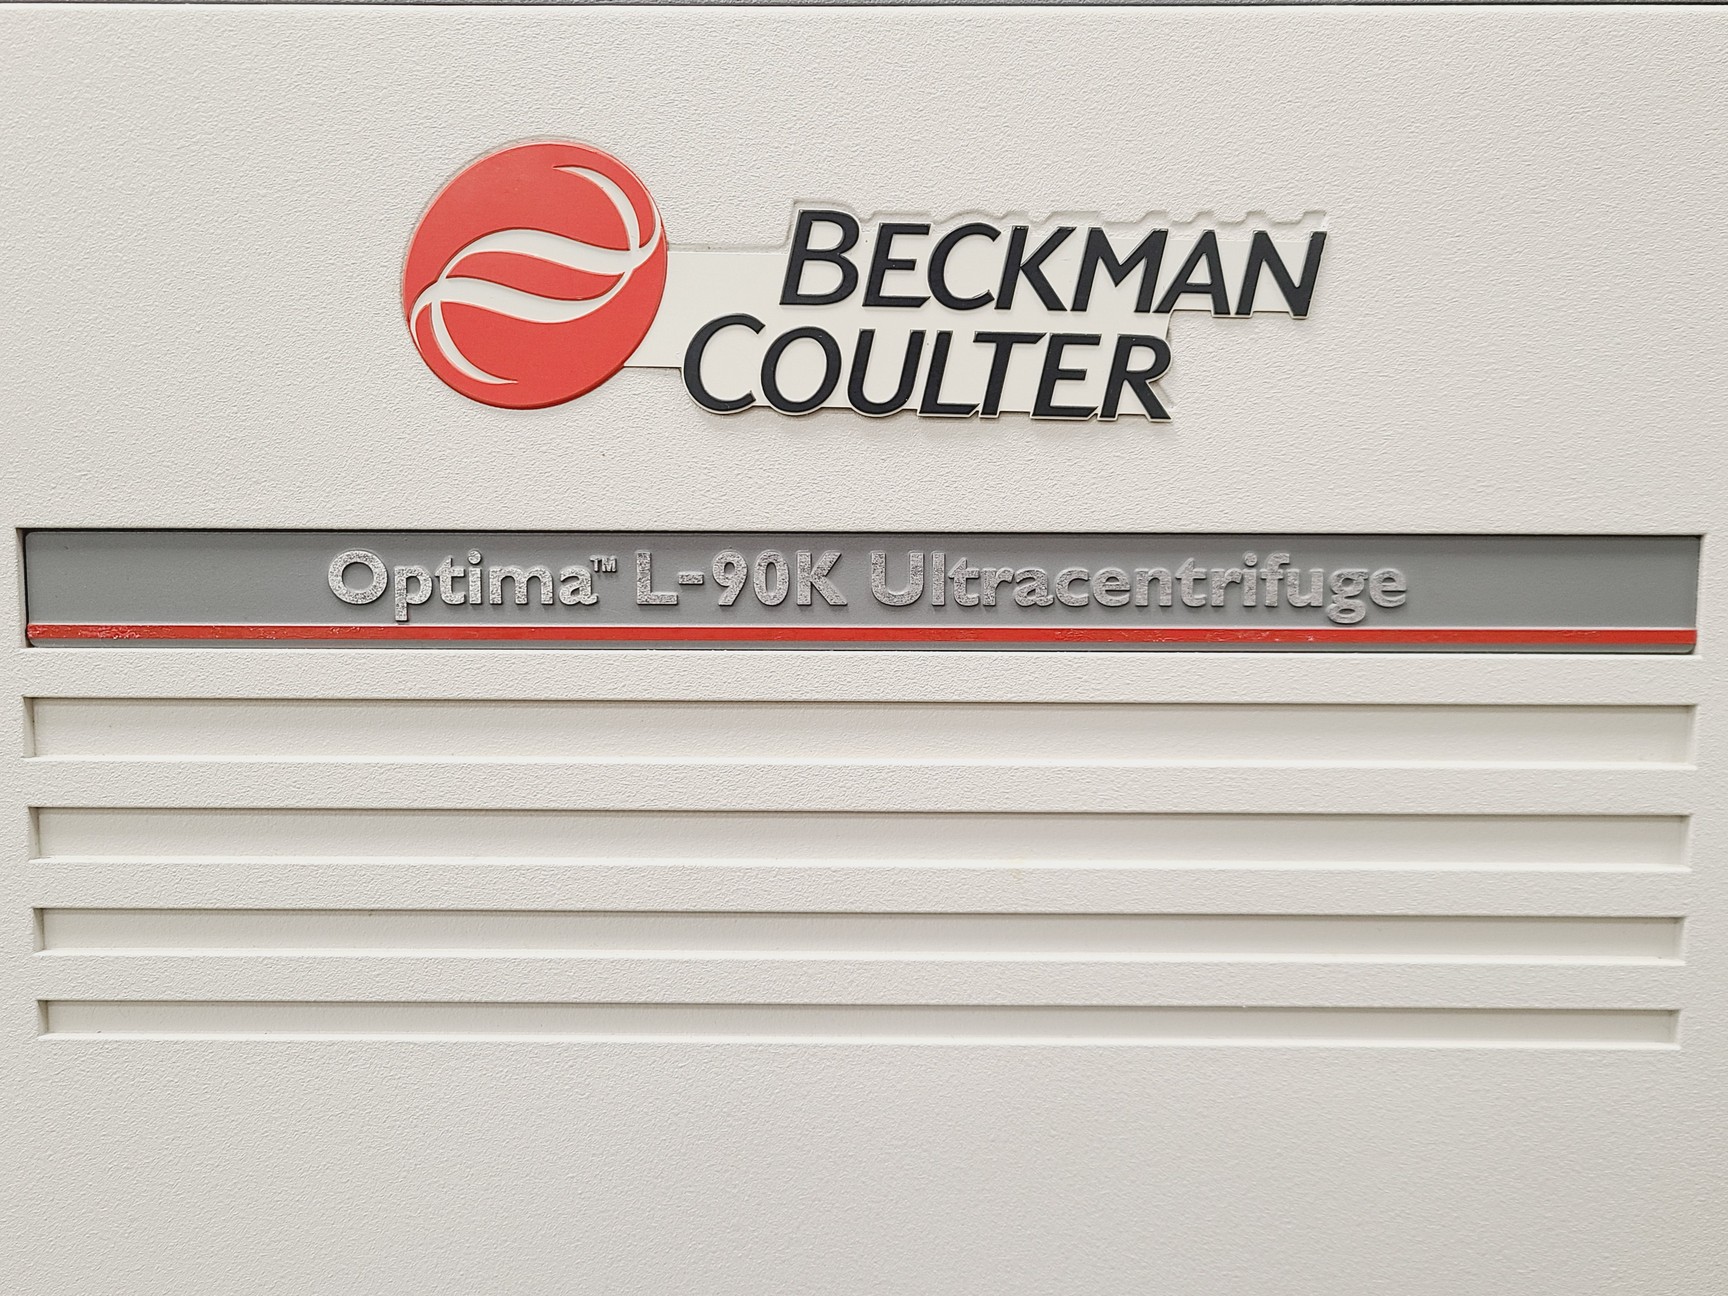 BECKMAN
COULTER
Optima™ L-90K Ultracentrifuge